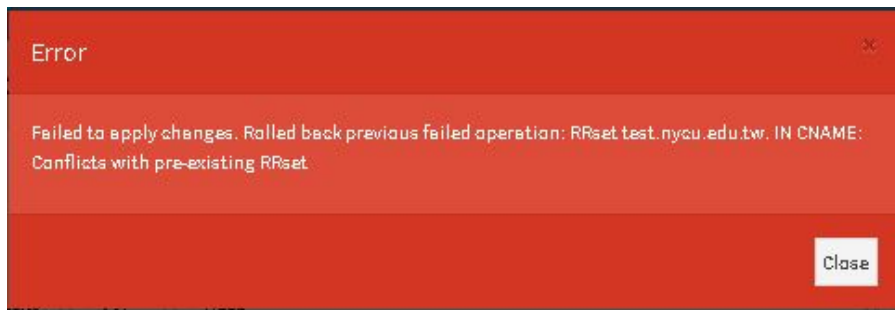 Error
×
Failed to apply changes. Rolled back previous failed operation: RRset test.nycu.edu.tw. IN CNAME:
Conflicts with pre-existing RRset
Close